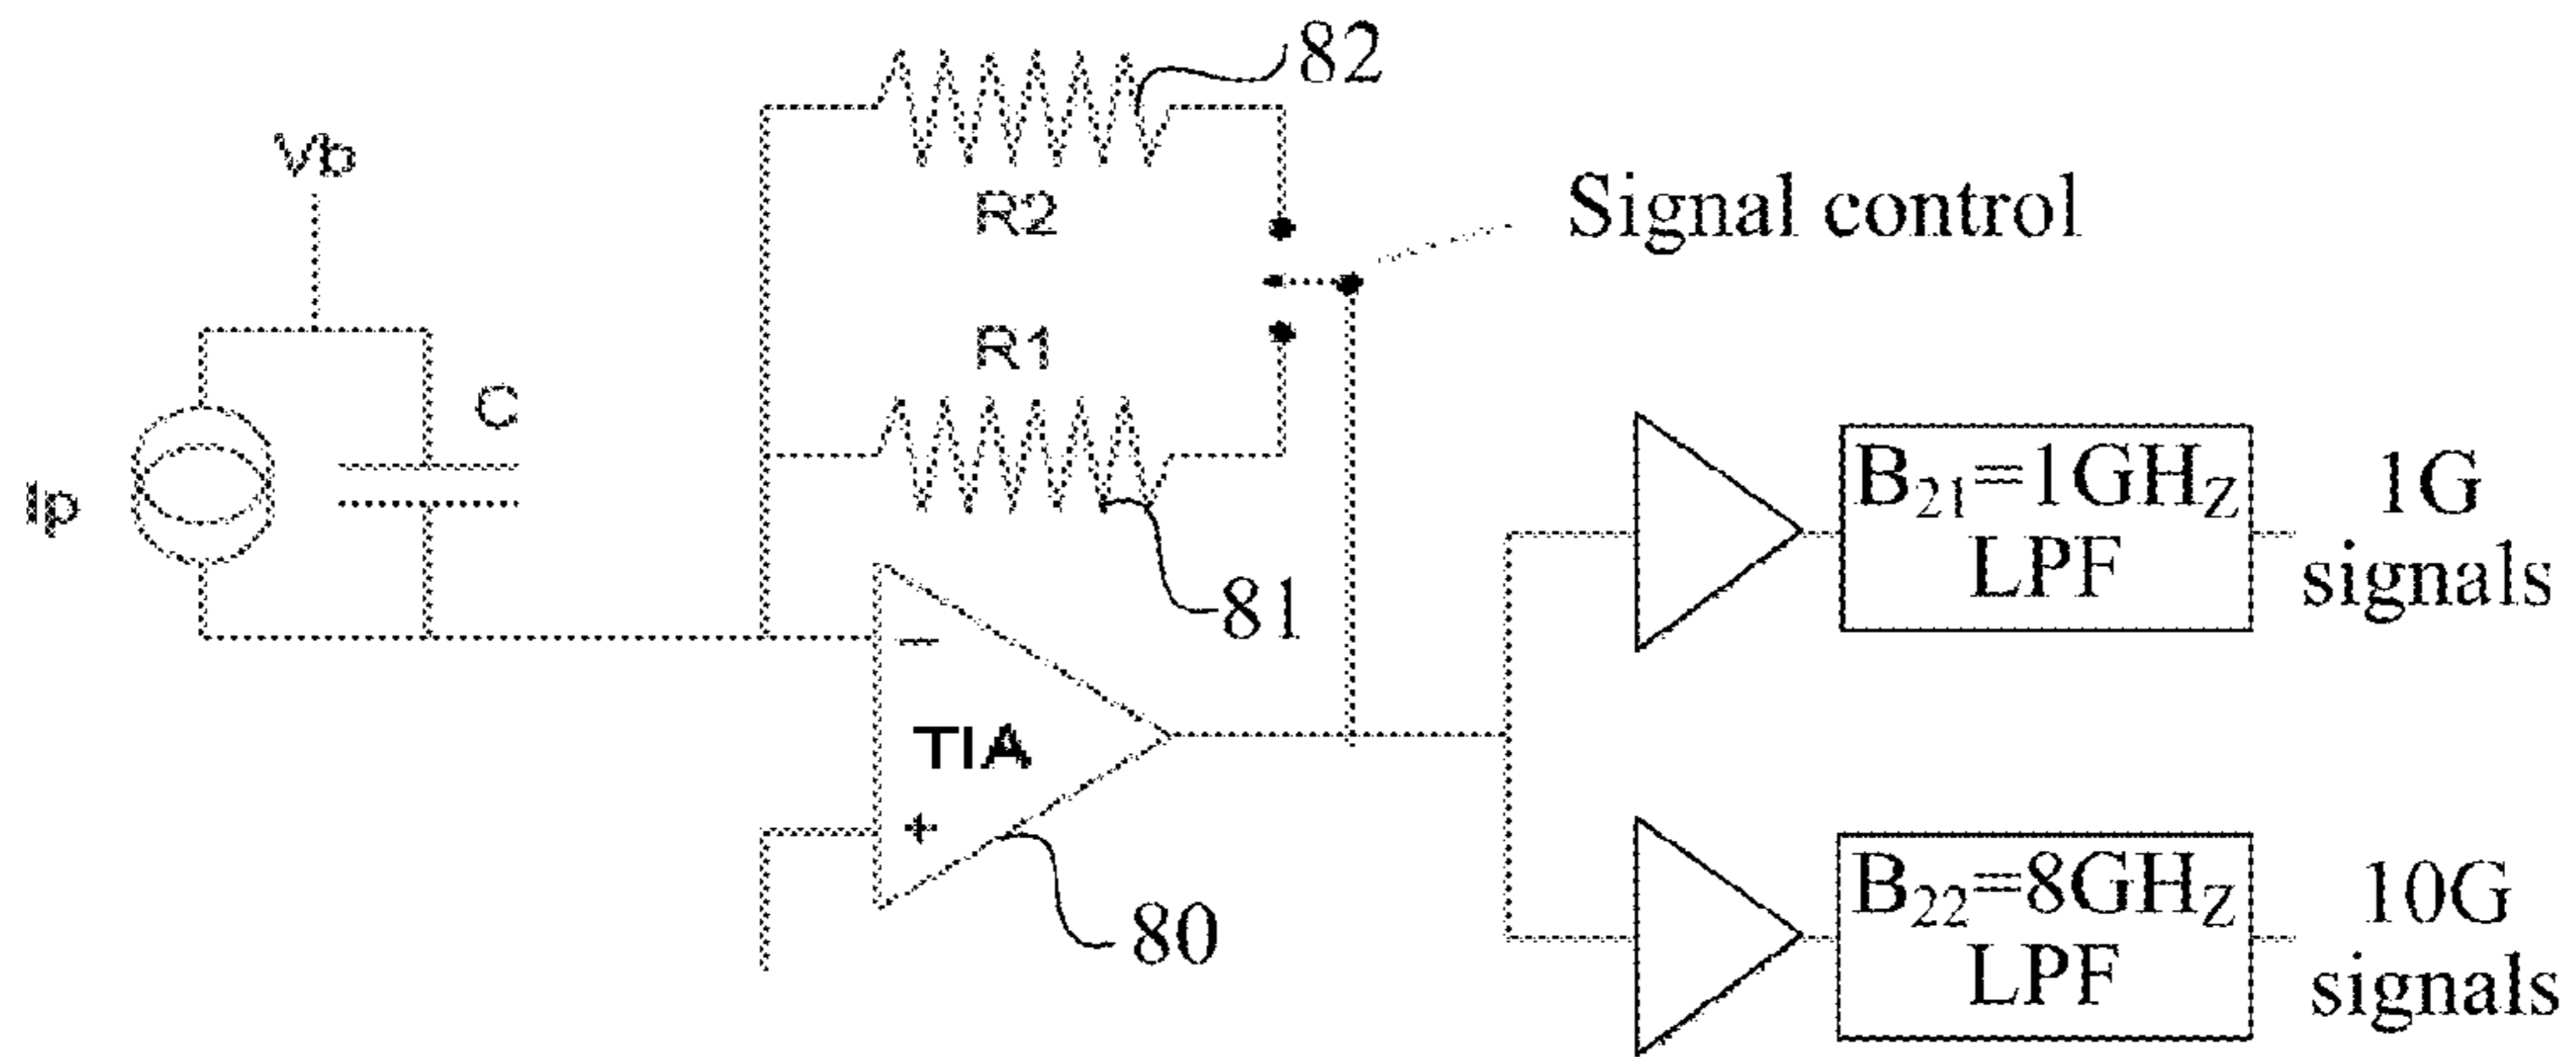 82
Vb
R2
Signal control
R1
C
Ip
B21=1GHZ
LPF
1G
signals
81
−
TIA
+
80
B22=8GHZ
LPF
10G
signals